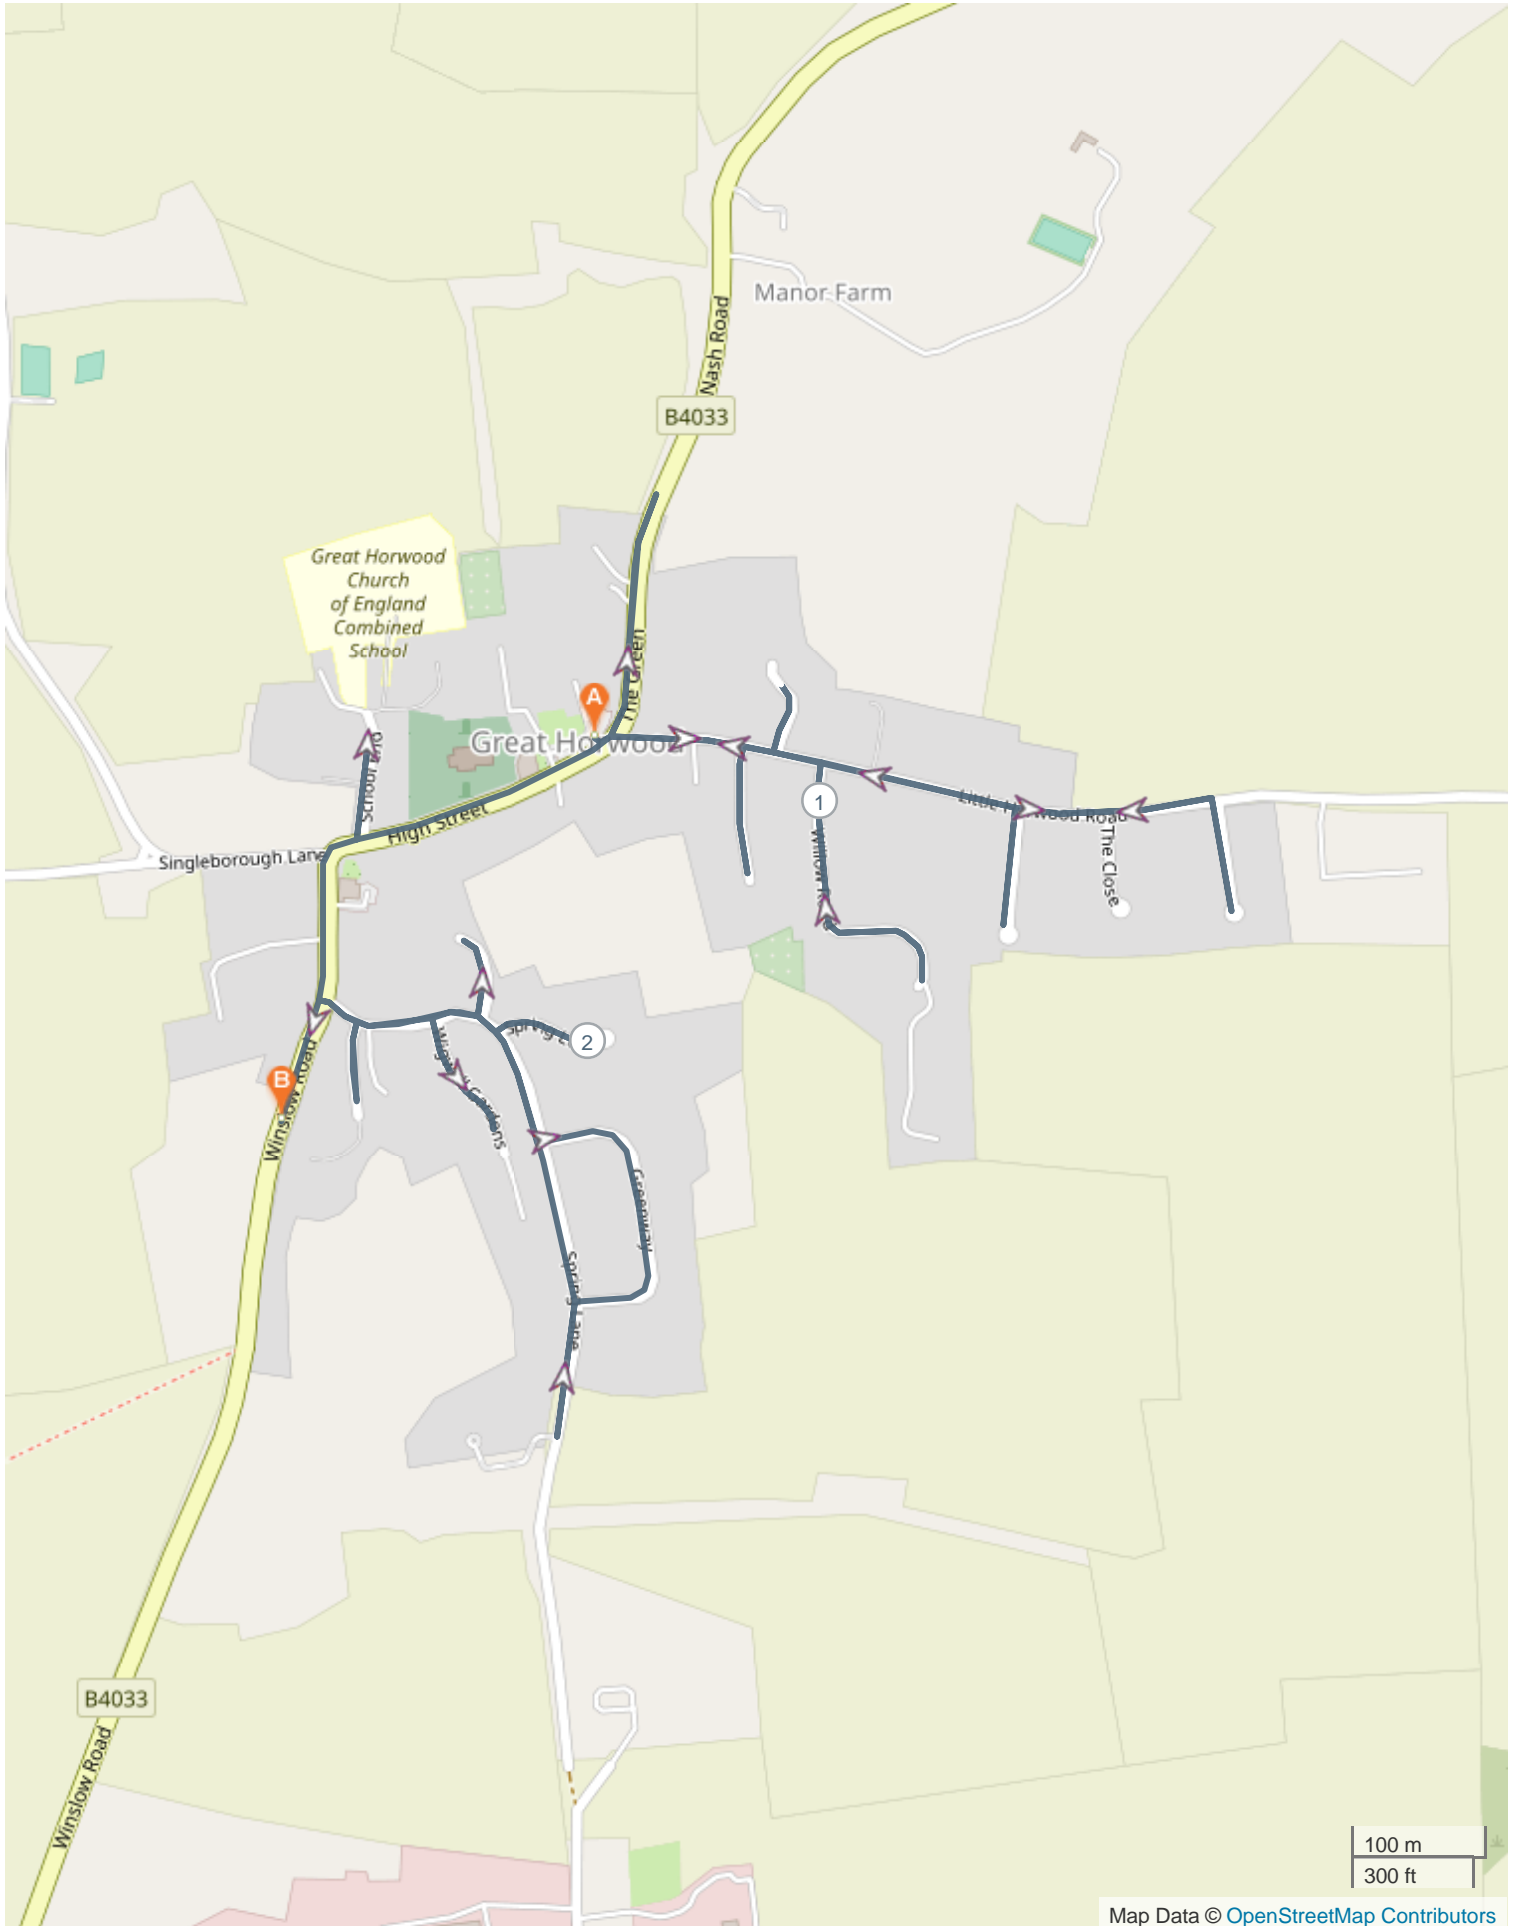 Manor Farm
Nash Road
B4033
Great Horwood
Church
of England
Combined
School
The Green
A
Great Horwood
School End
High Street
Little Horwood Road
1
The Close
Singleborough Lane
Willow Road
Spring L
2
Wigwell Gardens
B
Winslow Road
Greenway
Spring Lane
B4033
Winslow Road
100 m
300 ft
Map Data © OpenStreetMap Contributors